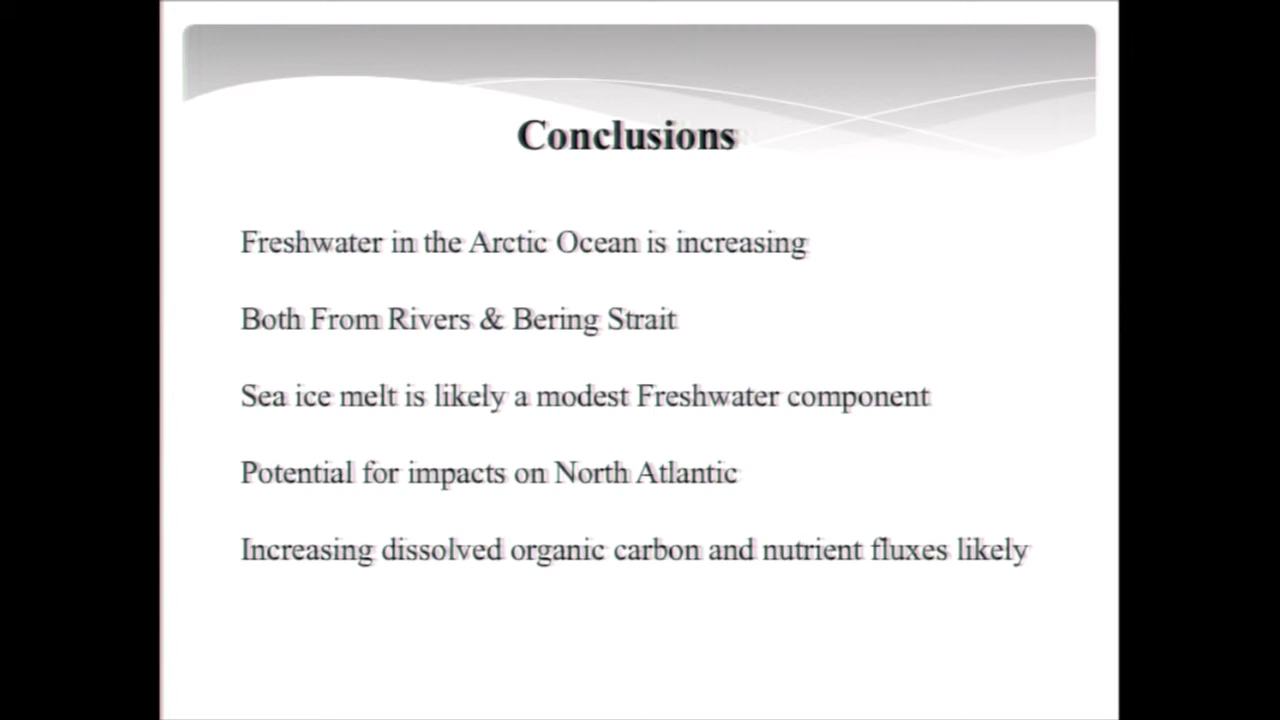 Conclusions
Freshwater in the Arctic Ocean is increasing
Both From Rivers & Bering Strait
Sea ice melt is likely a modest Freshwater component
Potential for impacts on North Atlantic
Increasing dissolved organic carbon and nutrient fluxes likely